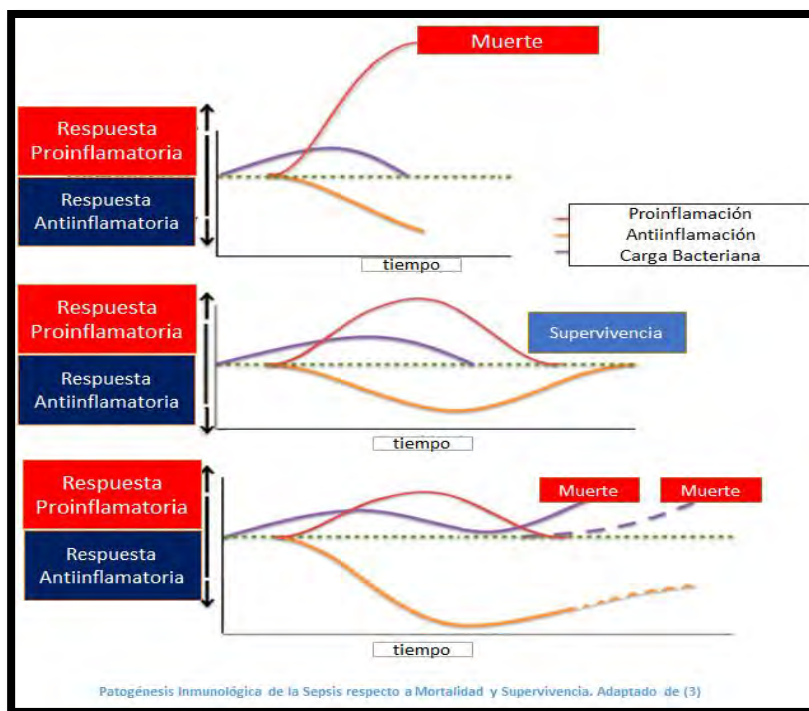 Muerte
Respuesta
Proinflamatoria
Respuesta
Antiinflamatoria
Proinflamación
Antiinflamación
Carga Bacteriana
tiempo
Respuesta
Proinflamatoria
Respuesta
Antiinflamatoria
Supervivencia
tiempo
Respuesta
Proinflamatoria
Respuesta
Antiinflamatoria
Muerte
Muerte
tiempo
Patogénesis Inmunológica de la Sepsis respecto a Mortalidad y Supervivencia. Adaptado de (3)